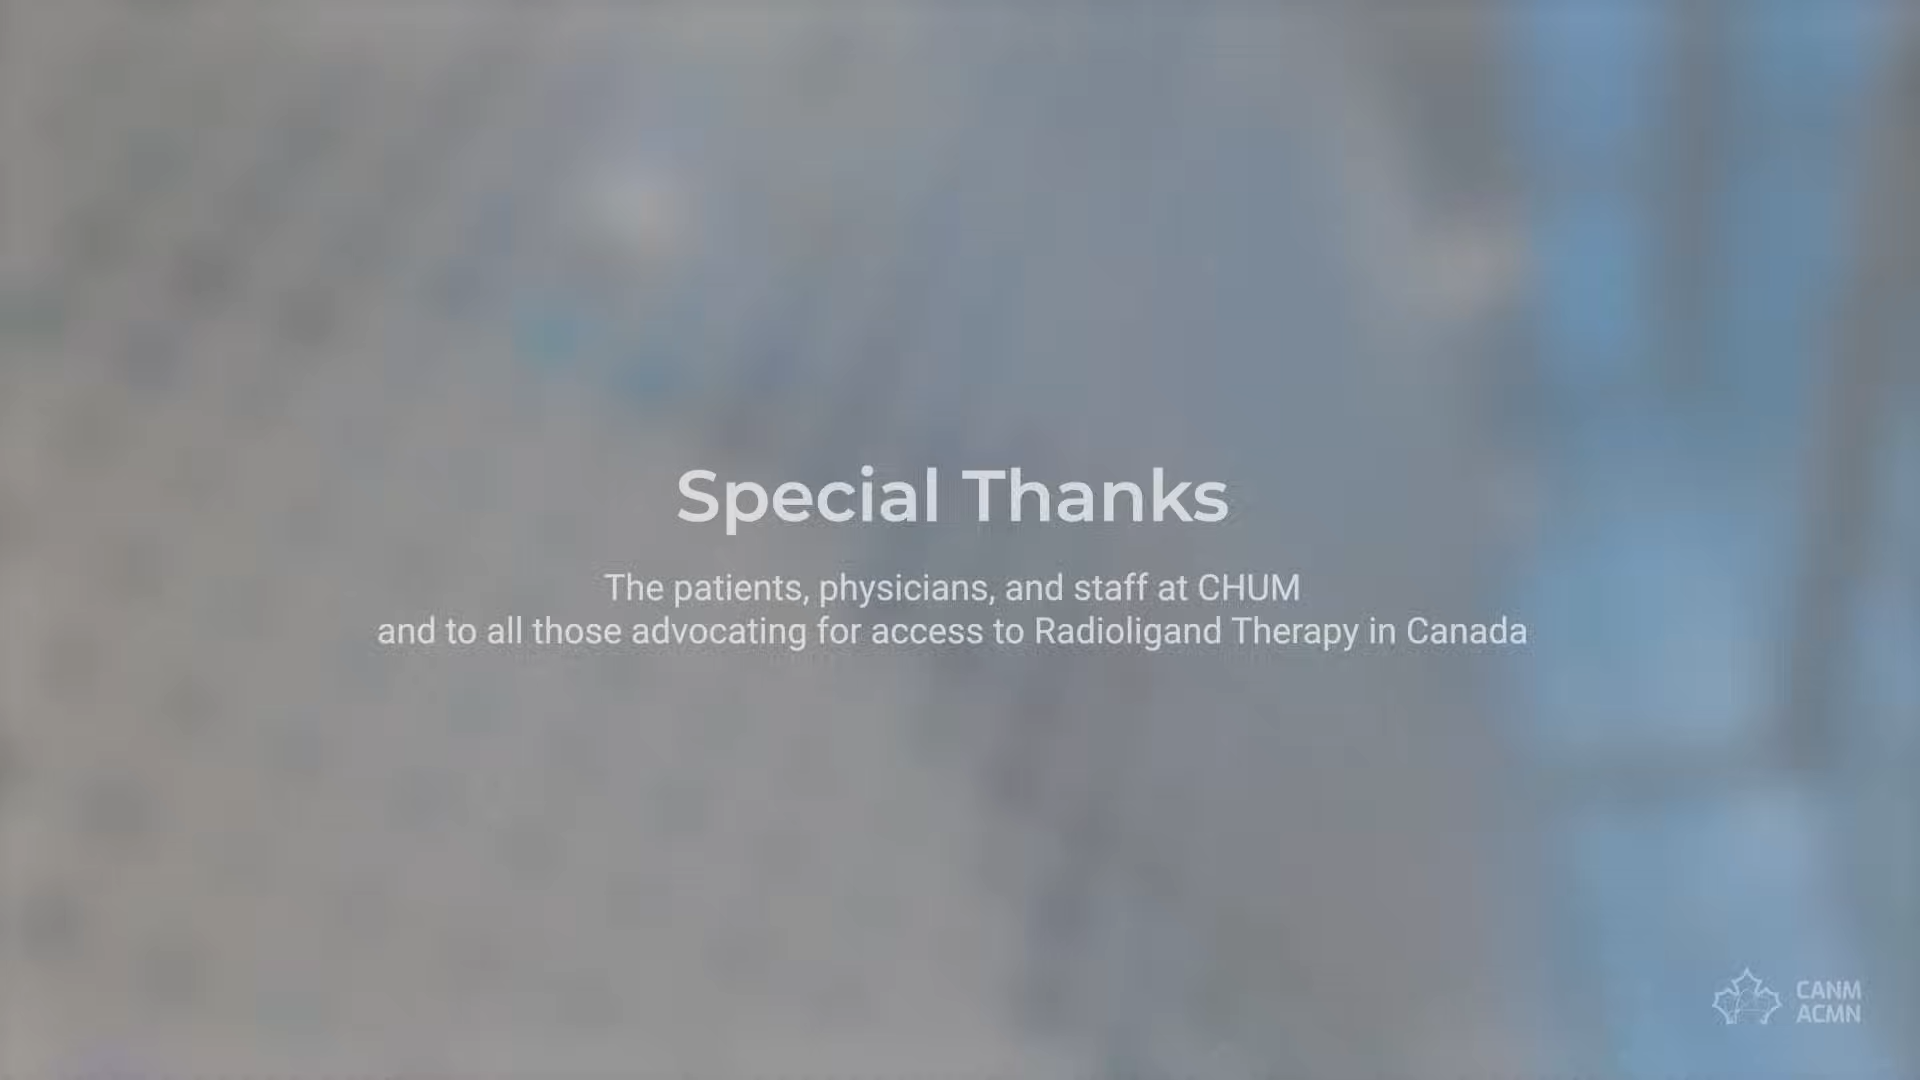 Special Thanks
The patients, physicians, and staff at CHUM
and to all those advocating for access to Radioligand Therapy in Canada
CANM
ACMN